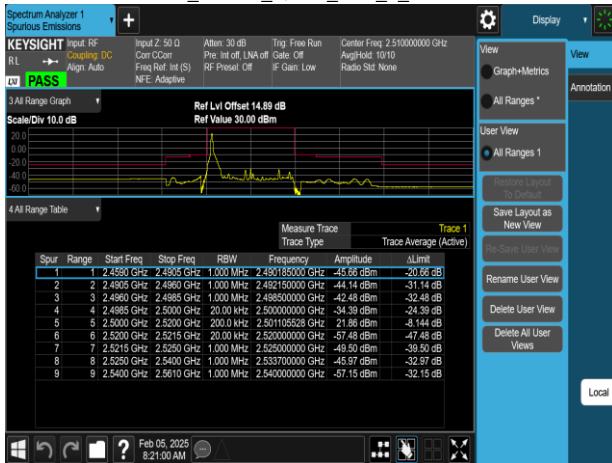 Spectrum Analyzer 1
Spurious Emissions
Display
KEYSIGHT Input: RF Input Z: 50 Ω Atten: 30 dB Trig: Free Run Center Freq: 2.510000000 GHz
RL Coupling: DC Corr CCorr Pre: Int off, LNA off Gate: Off Avg|Hold: 10/10
Align: Auto Freq Ref: Int (S) RF Preset: Off IF Gain: Low Radio Std: None
LXI PASS NFE: Adaptive
View
Graph+Metrics
All Ranges *
User View
All Ranges 1
Restore Layout
To Default
Save Layout as
New View
Re-Save User View
Rename User View
Delete User View
Delete All User
Views
View
Annotation
Local
3 All Range Graph
Ref Lvl Offset 14.89 dB
Scale/Div 10.0 dB Ref Value 30.00 dBm
20.0
0.00
-20.0
-40.0
-60.0
4 All Range Table
Measure Trace Trace 1
Trace Type Trace Average (Active)
Spur Range Start Freq Stop Freq RBW Frequency Amplitude ΔLimit
1 1 2.4590 GHz 2.4905 GHz 1.000 MHz 2.490185000 GHz -45.66 dBm -20.66 dB
2 2 2.4905 GHz 2.4960 GHz 1.000 MHz 2.492150000 GHz -44.14 dBm -31.14 dB
3 3 2.4960 GHz 2.4985 GHz 1.000 MHz 2.498500000 GHz -42.48 dBm -32.48 dB
4 4 2.4985 GHz 2.5000 GHz 20.00 kHz 2.500000000 GHz -34.39 dBm -24.39 dB
5 5 2.5000 GHz 2.5200 GHz 200.0 kHz 2.501105528 GHz 21.86 dBm -8.144 dB
6 6 2.5200 GHz 2.5215 GHz 20.00 kHz 2.520000000 GHz -57.48 dBm -47.48 dB
7 7 2.5215 GHz 2.5250 GHz 1.000 MHz 2.525000000 GHz -49.50 dBm -39.50 dB
8 8 2.5250 GHz 2.5400 GHz 1.000 MHz 2.533700000 GHz -45.97 dBm -32.97 dB
9 9 2.5400 GHz 2.5610 GHz 1.000 MHz 2.540000000 GHz -57.15 dBm -32.15 dB
Feb 05, 2025
8:21:00 AM